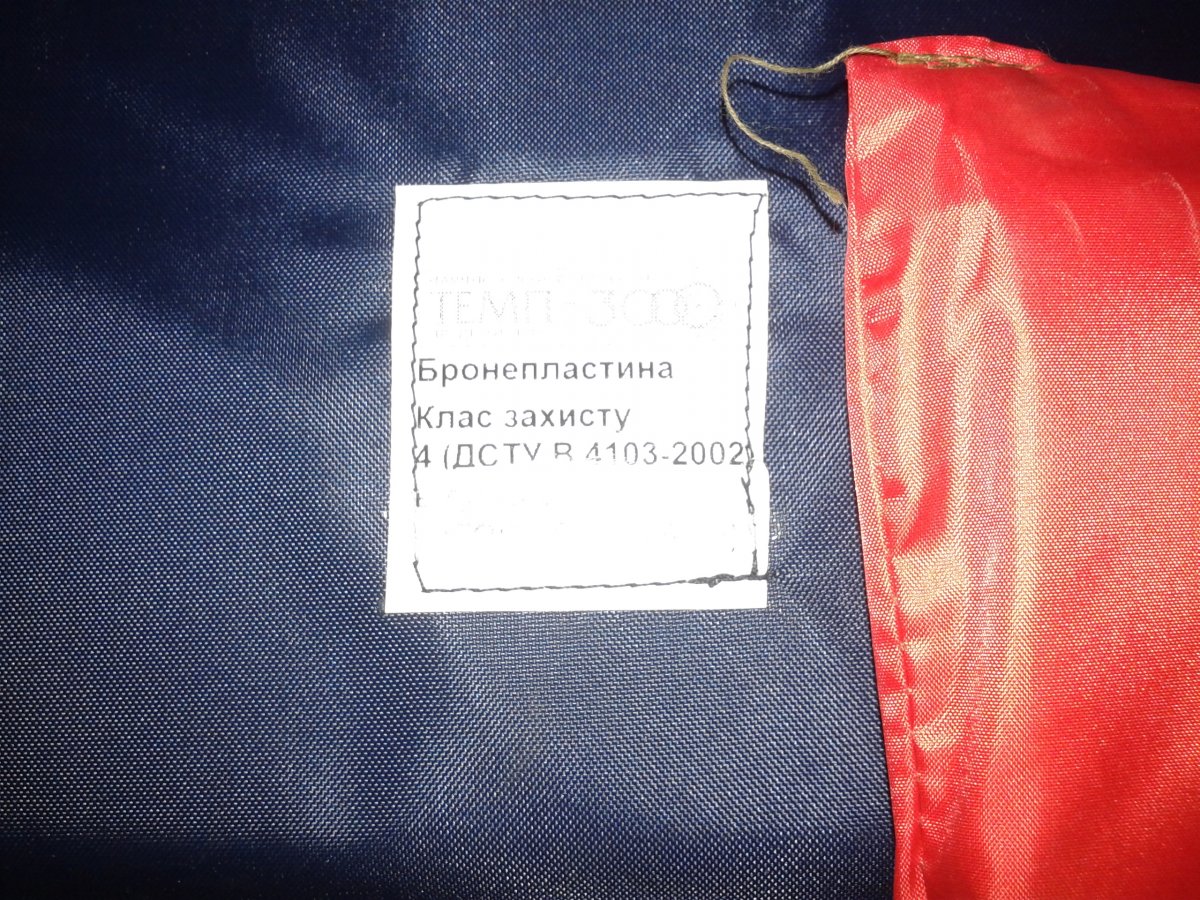 ТЕМП - 3000
Бронепластина
Клас захисту
4 (ДСТУ В 4103-2002)